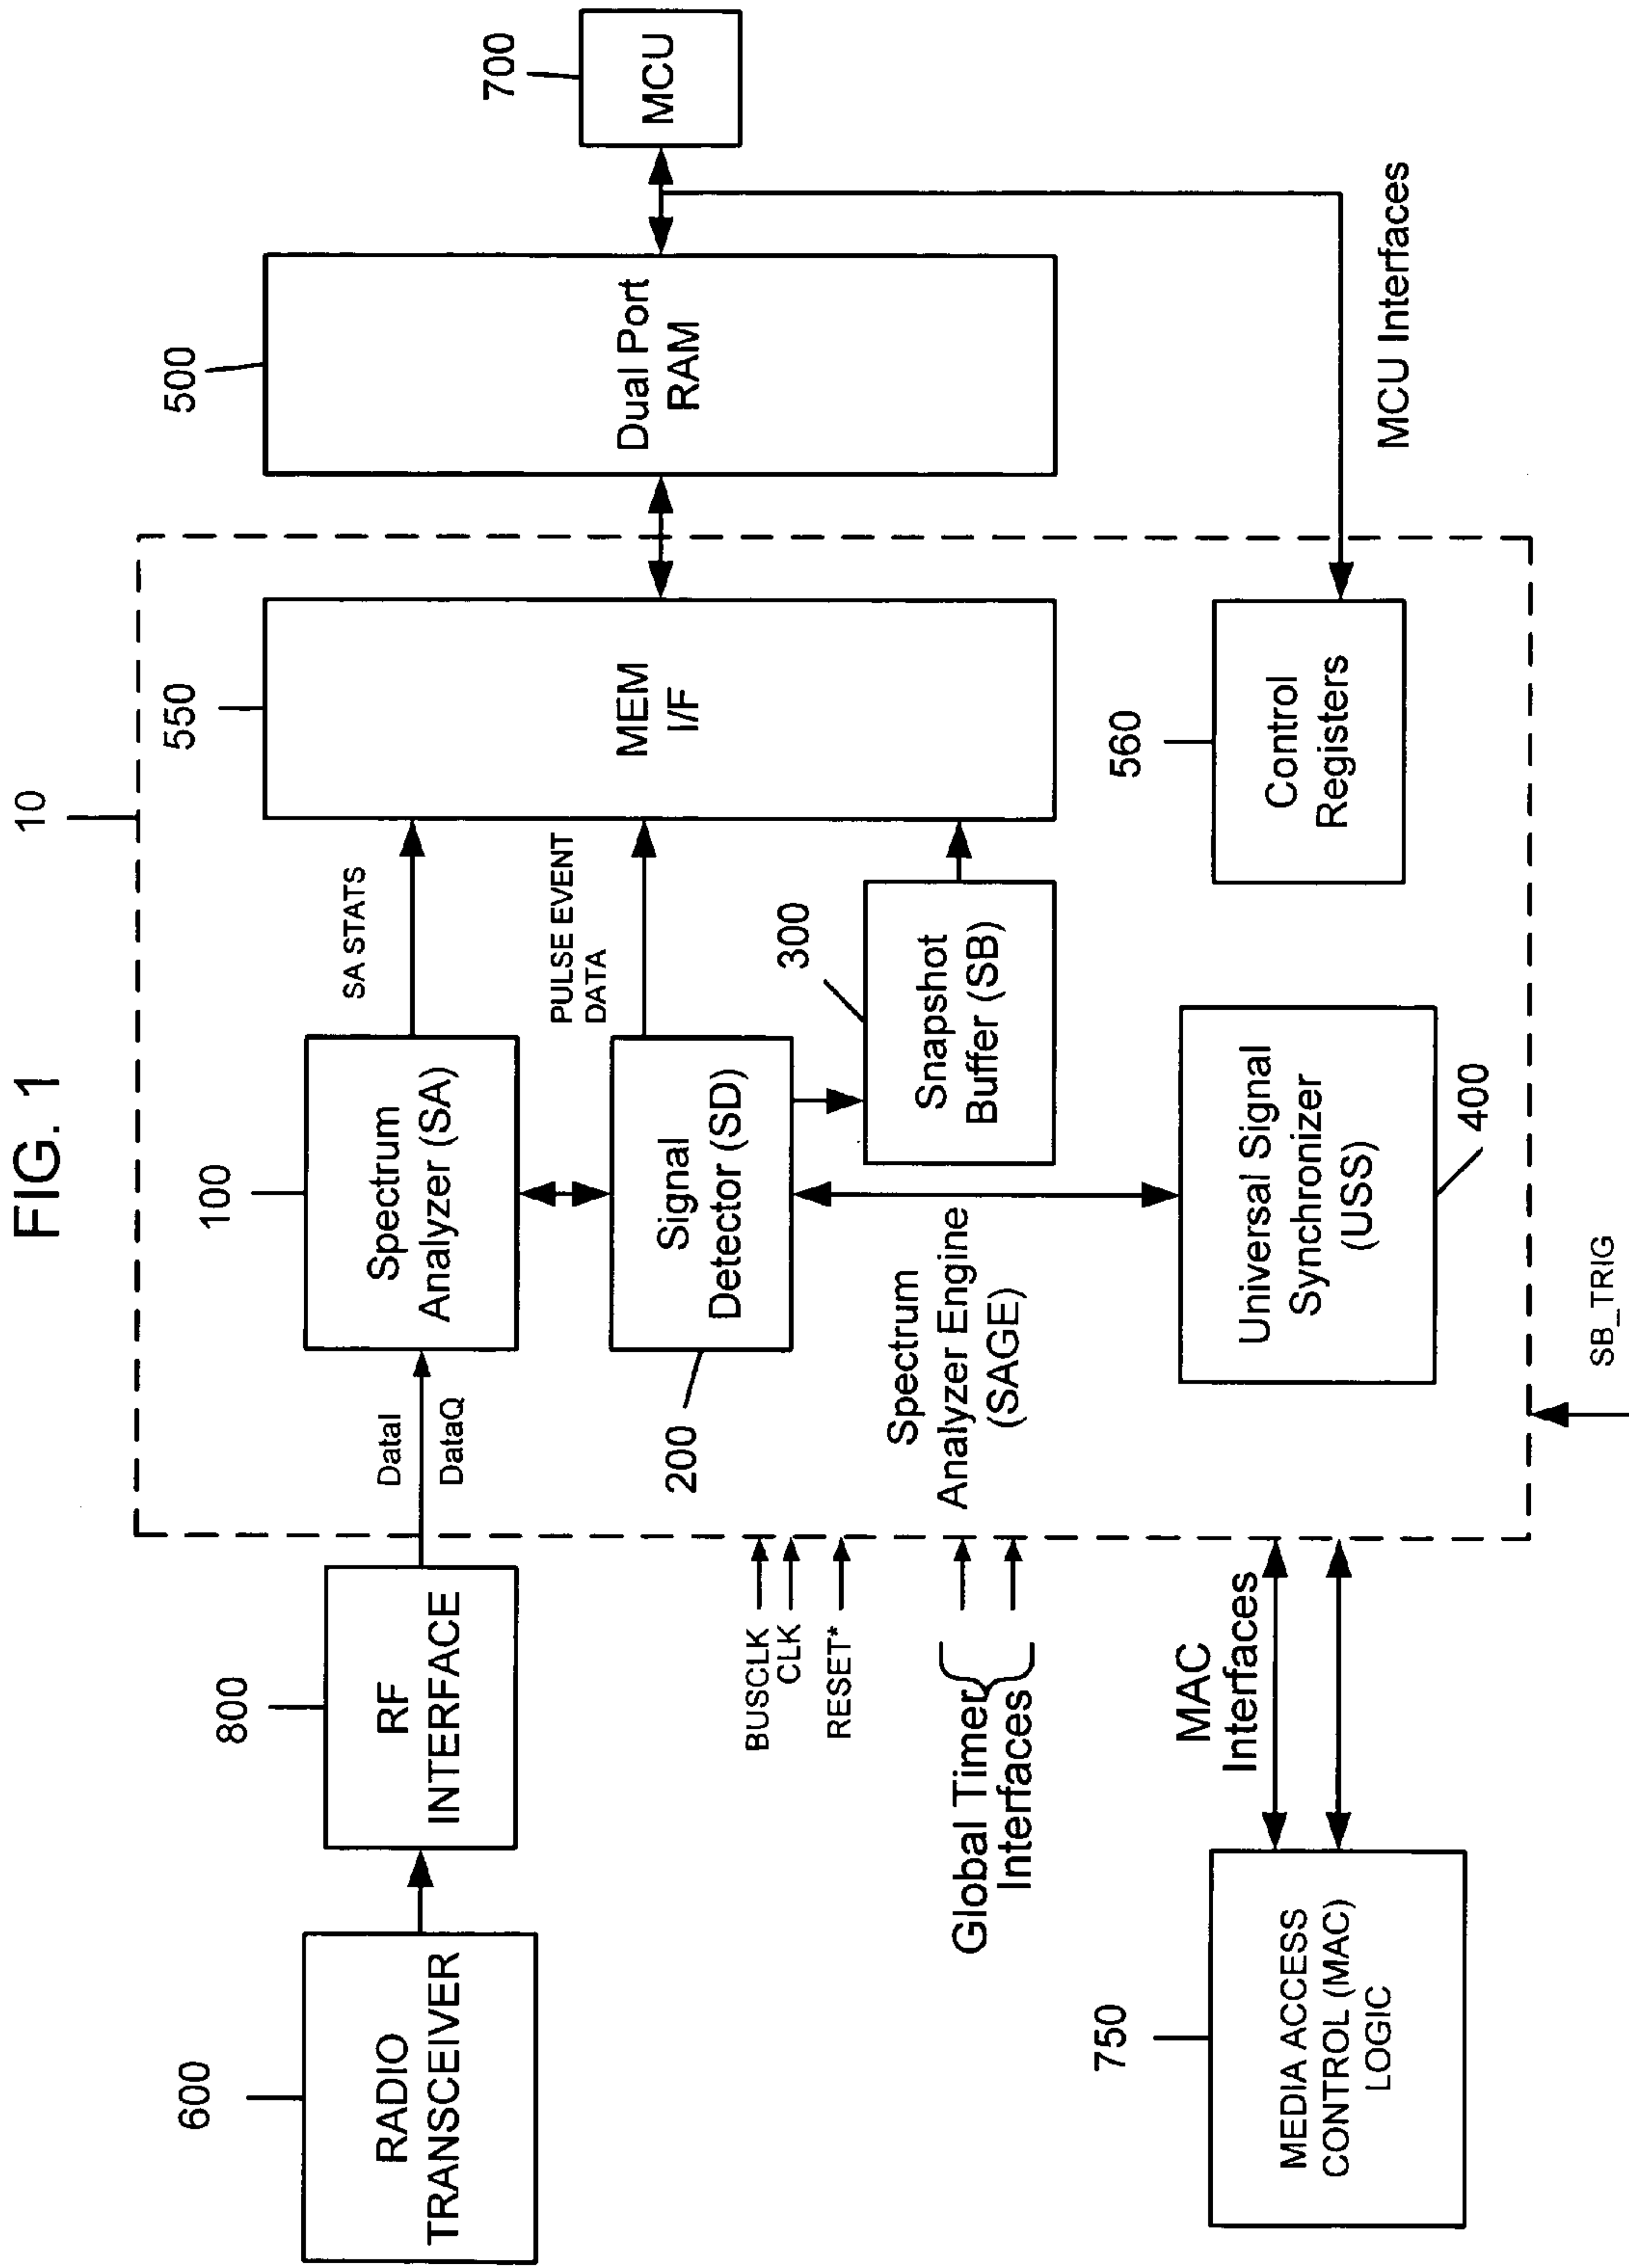 FIG. 1
10
600
RADIO
TRANSCEIVER
800
RF
INTERFACE
DataI
DataQ
100
Spectrum
Analyzer (SA)
SA STATS
550
MEM
I/F
500
Dual Port
RAM
700
MCU
200
Signal
Detector (SD)
PULSE EVENT
DATA
300
Snapshot
Buffer (SB)
BUSCLK
CLK
RESET*
Global Timer
Interfaces
Spectrum
Analyzer Engine
(SAGE)
560
Control
Registers
MCU Interfaces
750
MEDIA ACCESS
CONTROL (MAC)
LOGIC
MAC
Interfaces
Universal Signal
Synchronizer
(USS)
400
SB_TRIG